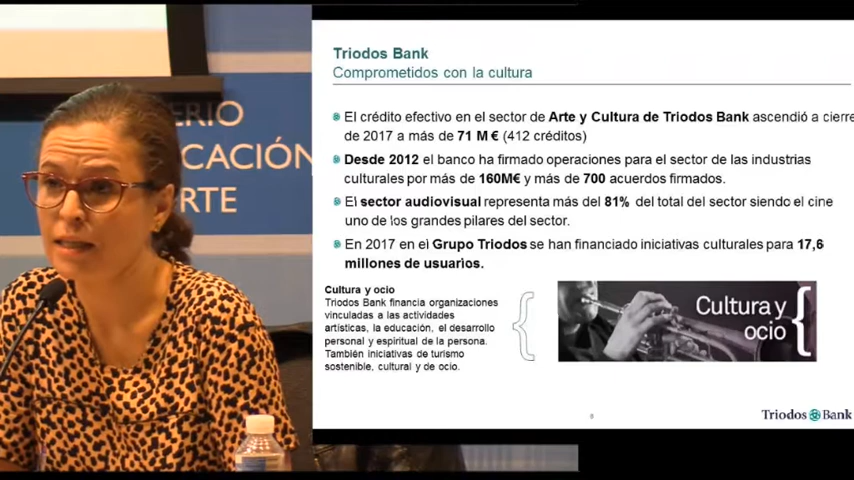 ERIO
CACIÓN
RTE
Triodos Bank
Comprometidos con la cultura
El crédito efectivo en el sector de Arte y Cultura de Triodos Bank ascendió a cierre
de 2017 a más de 71 M € (412 créditos)
Desde 2012 el banco ha firmado operaciones para el sector de las industrias
culturales por más de 160M€ y más de 700 acuerdos firmados.
El sector audiovisual representa más del 81% del total del sector siendo el cine
uno de los grandes pilares del sector.
En 2017 en el Grupo Triodos se han financiado iniciativas culturales para 17,6
millones de usuarios.
Cultura y ocio
Triodos Bank financia organizaciones
vinculadas a las actividades
artísticas, la educación, el desarrollo
personal y espiritual de la persona.
También iniciativas de turismo
sostenible, cultural y de ocio.
Cultura y
ocio
Triodos Bank